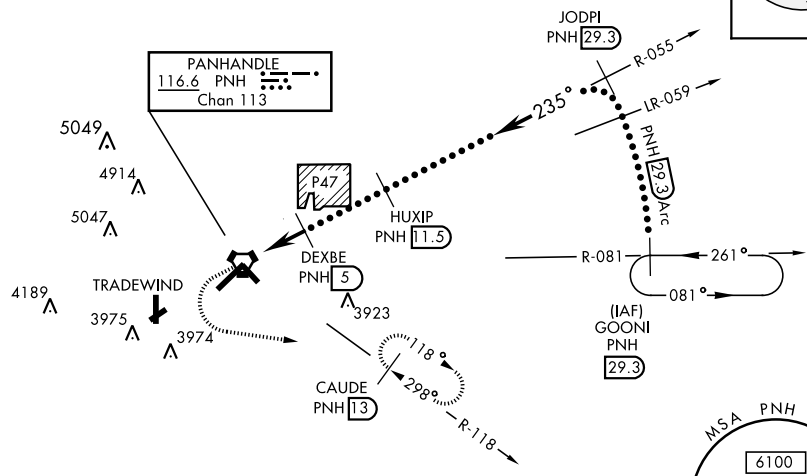 JODPI
PNH 29.3
R-055
PANHANDLE
116.6 PNH
Chan 113
235°
LR-059
5049
PNH 29.3 Arc
4914
P47
5047
HUXIP
PNH 11.5
DEXBE
PNH 5
R-081
261°
TRADEWIND
081°
4189
3923
(IAF)
GOONI
PNH
29.3
3975
3974
118°
CAUDE
PNH 13
298°
R-118
MSA PNH
6100